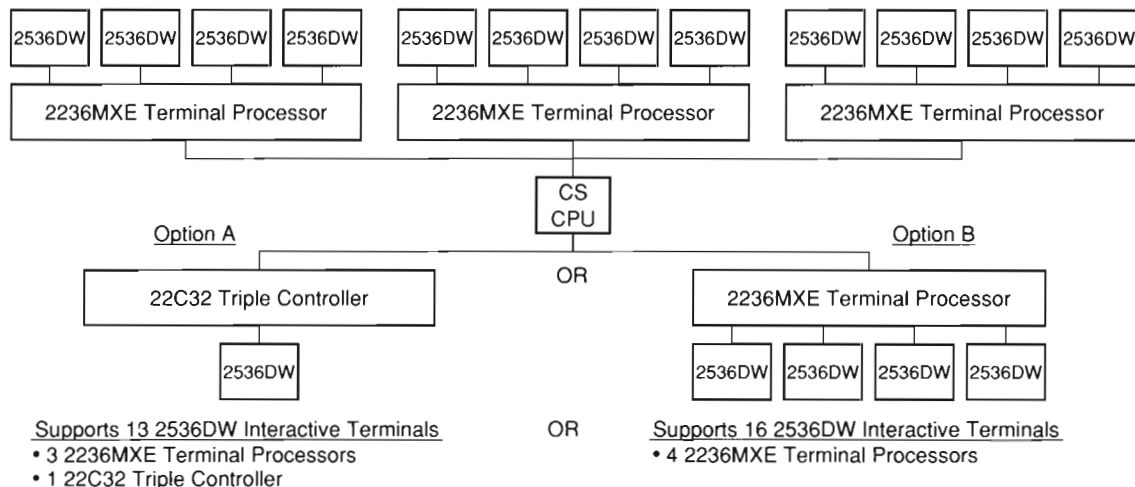 2536DW 2536DW 2536DW 2536DW 2536DW 2536DW 2536DW 2536DW 2536DW 2536DW 2536DW 2536DW
2236MXE Terminal Processor 2236MXE Terminal Processor 2236MXE Terminal Processor
CS
CPU
Option A Option B
OR
22C32 Triple Controller 2236MXE Terminal Processor
2536DW 2536DW 2536DW 2536DW 2536DW
Supports 13 2536DW Interactive Terminals OR Supports 16 2536DW Interactive Terminals
• 3 2236MXE Terminal Processors • 4 2236MXE Terminal Processors
• 1 22C32 Triple Controller